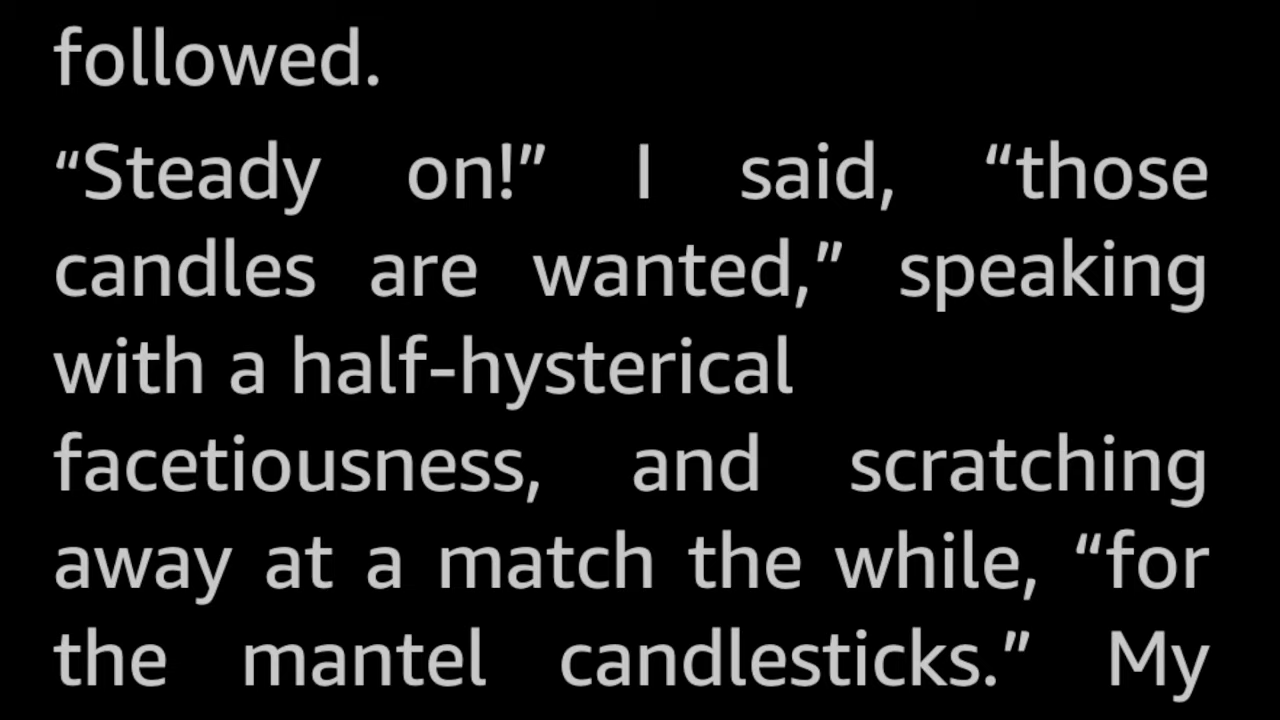 followed.
“Steady on!” I said, “those
candles are wanted,” speaking
with a half-hysterical
facetiousness, and scratching
away at a match the while, “for
the mantel candlesticks.” My